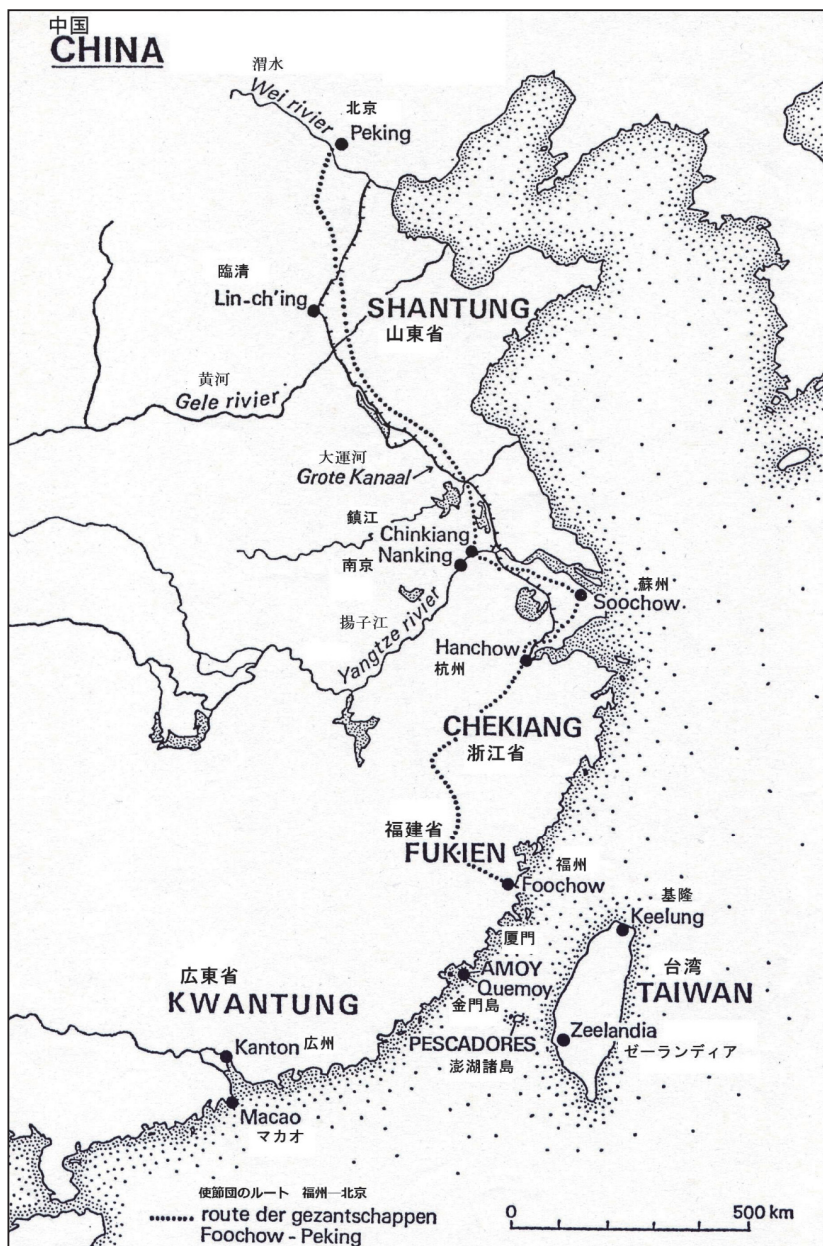 中国
CHINA
渭水
Wei rivier
北京
Peking
臨清
Lin-ch'ing
SHANTUNG
山東省
黄河
Gele rivier
大運河
Grote Kanaal
鎮江
Chinkiang
南京
Nanking
蘇州
Soochow
揚子江
Yangtze rivier
Hanchow
杭州
CHEKIANG
浙江省
福建省
FUKIEN
福州
Foochow
基隆
Keelung
厦門
AMOY
Quemoy
金門島
台湾
TAIWAN
広東省
KWANTUNG
PESCADORES
澎湖諸島
Zeelandia
ゼーランディア
Kanton 広州
Macao
マカオ
使節団のルート 福州―北京
route der gezantschappen
Foochow - Peking
0 500 km